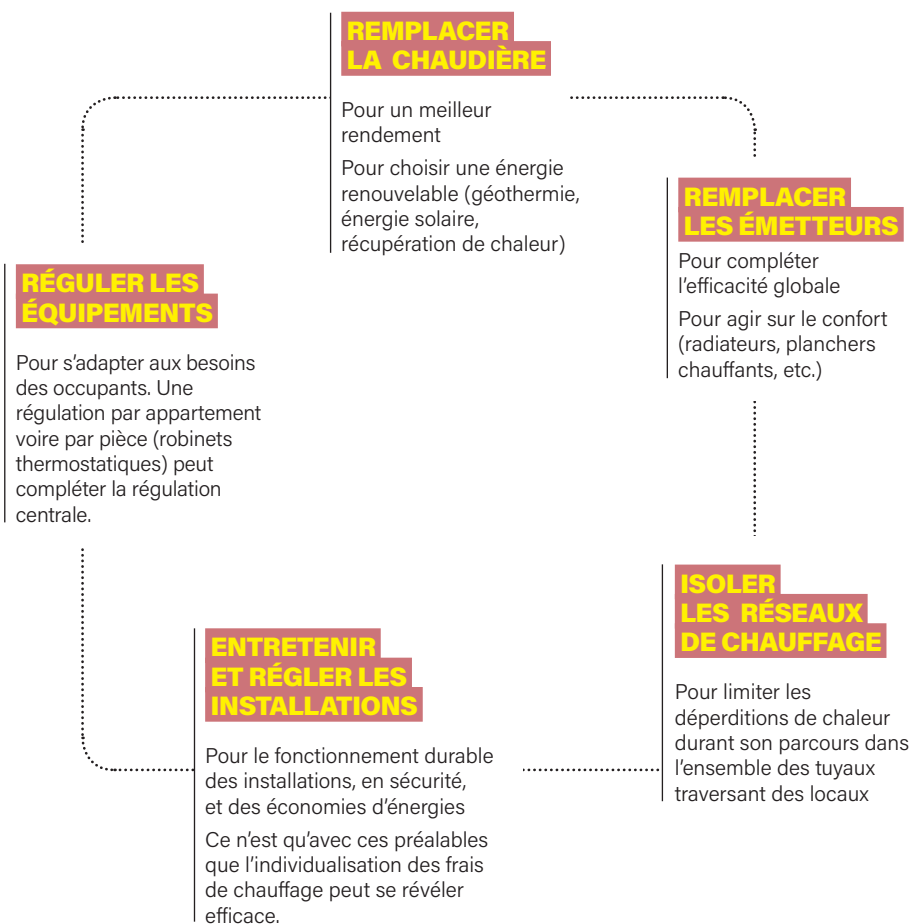 REMPLACER
LA CHAUDIÈRE
Pour un meilleur
rendement
Pour choisir une énergie
renouvelable (géothermie,
énergie solaire,
récupération de chaleur)
REMPLACER
LES ÉMETTEURS
Pour compléter
l'efficacité globale
Pour agir sur le confort
(radiateurs, planchers
chauffants, etc.)
ISOLER
LES RÉSEAUX
DE CHAUFFAGE
Pour limiter les
déperditions de chaleur
durant son parcours dans
l'ensemble des tuyaux
traversant des locaux
ENTRETENIR
ET RÉGLER LES
INSTALLATIONS
Pour le fonctionnement durable
des installations, en sécurité,
et des économies d'énergies
Ce n'est qu'avec ces préalables
que l'individualisation des frais
de chauffage peut se révéler
efficace.
RÉGULER LES
ÉQUIPEMENTS
Pour s'adapter aux besoins
des occupants. Une
régulation par appartement
voire par pièce (robinets
thermostatiques) peut
compléter la régulation
centrale.